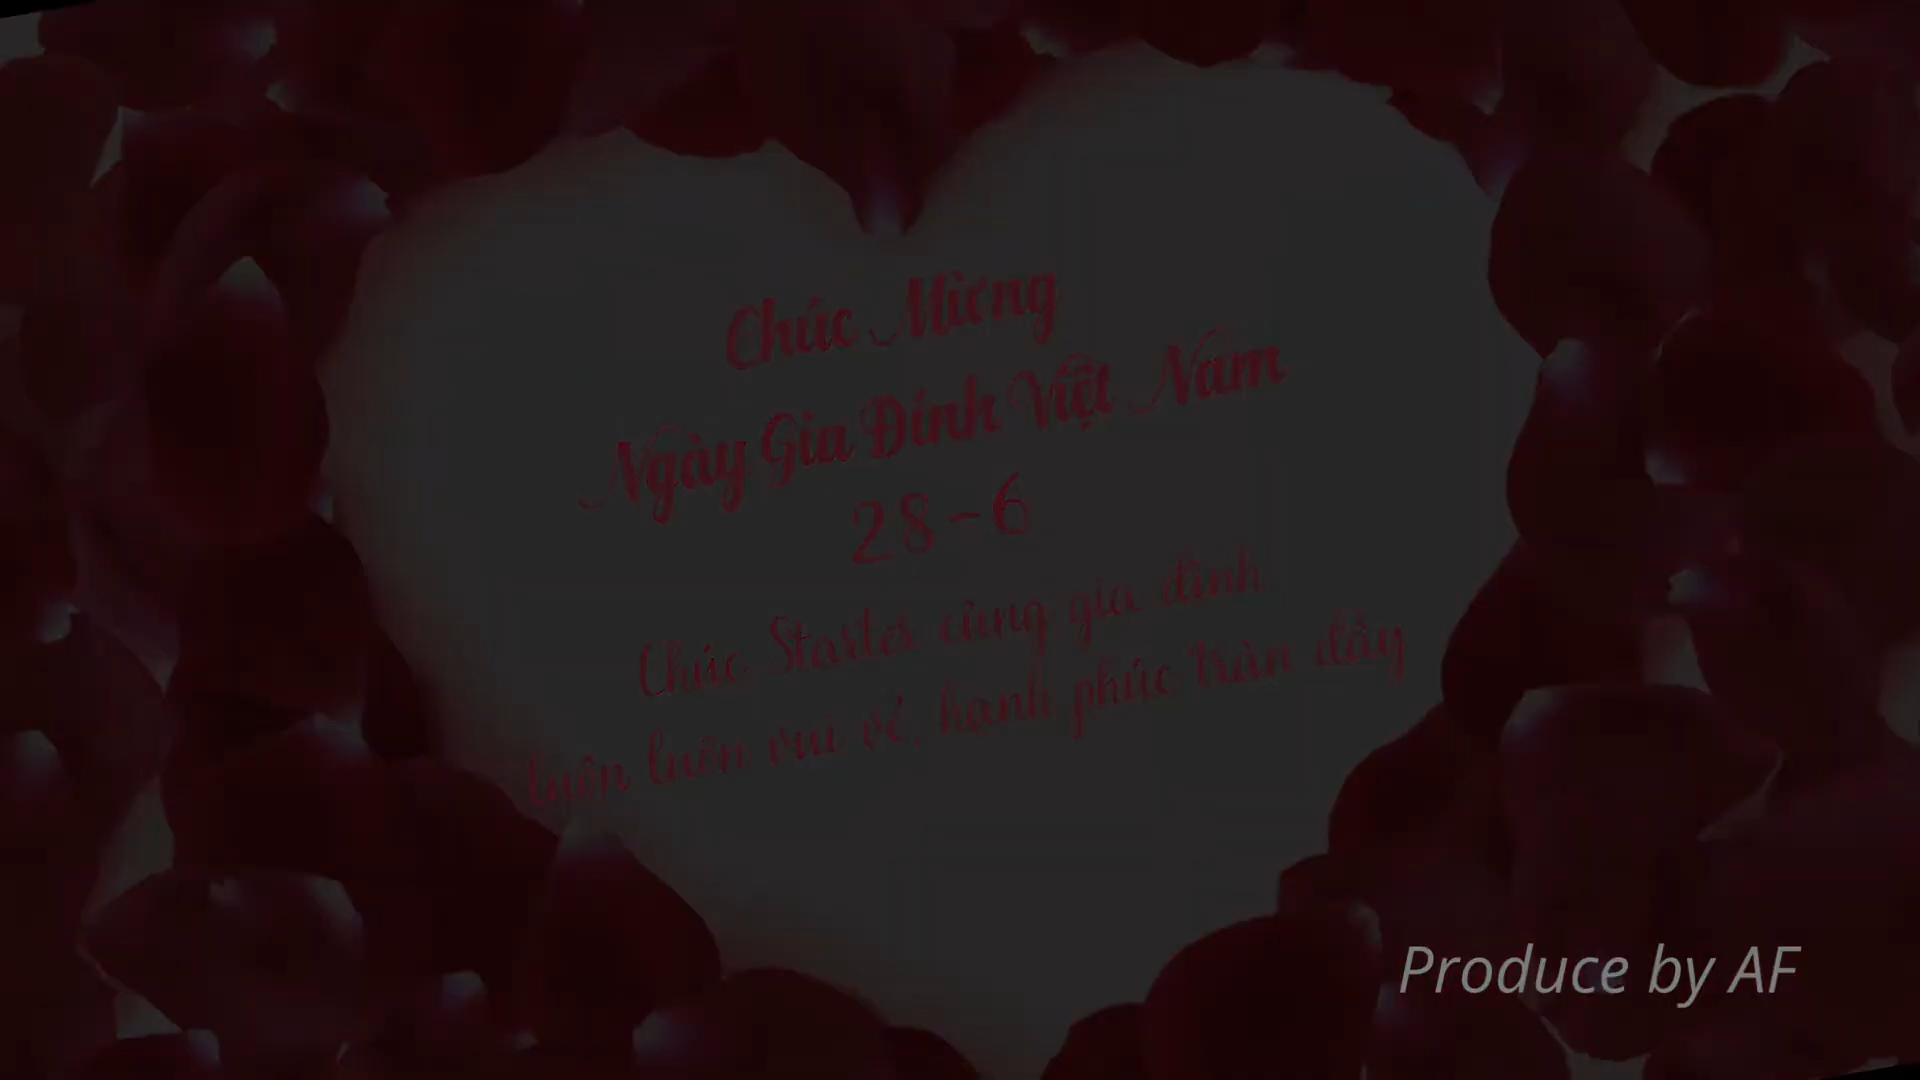 Chúc Mừng
Ngày Gia Đình Việt Nam
28-6
Chúc Starter cùng gia đình
luôn luôn vui vẻ, hạnh phúc tràn đầy
Produce by AF